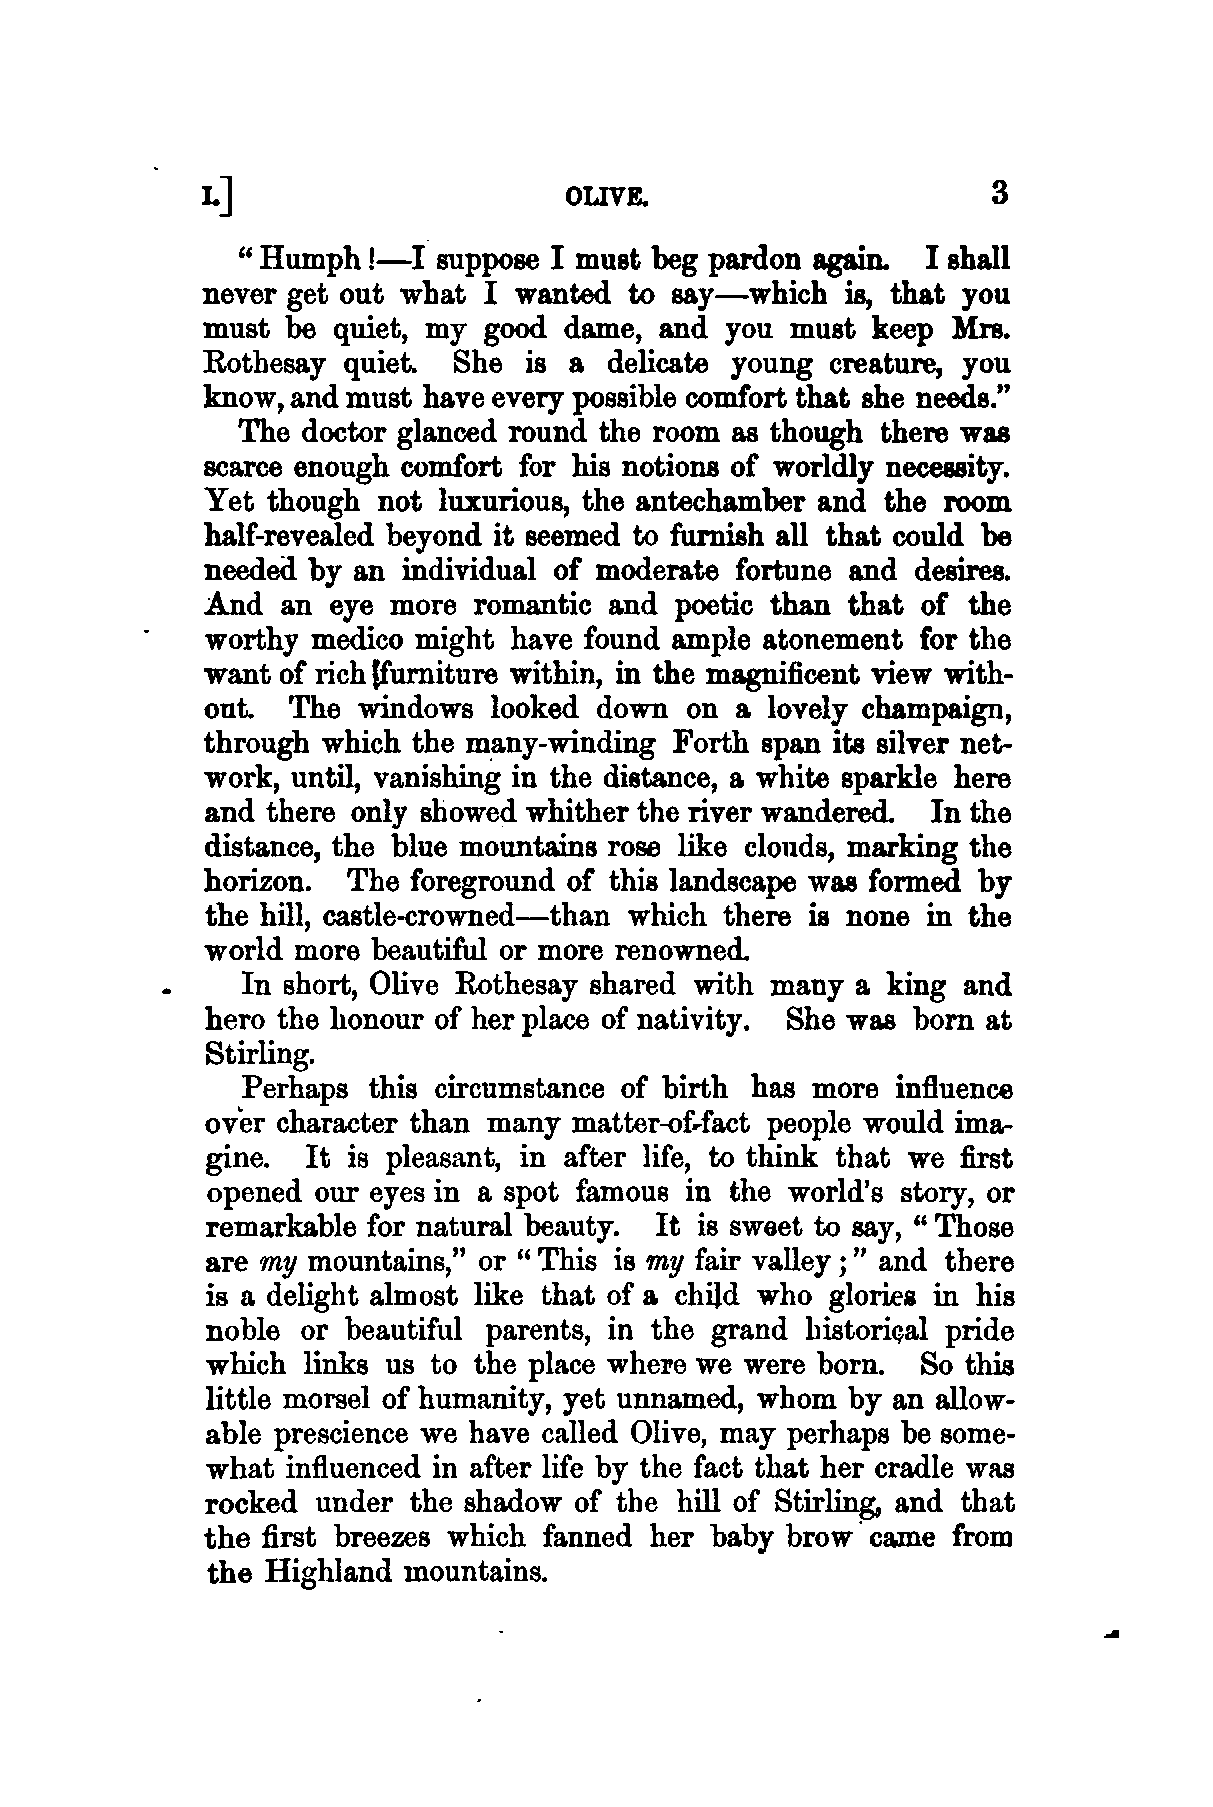 I.] OLIVE. 3
“Humph!—I suppose I must beg pardon again. I shall
never get out what I wanted to say—which is, that you
must be quiet, my good dame, and you must keep Mrs.
Rothesay quiet. She is a delicate young creature, you
know, and must have every possible comfort that she needs.”
The doctor glanced round the room as though there was
scarce enough comfort for his notions of worldly necessity.
Yet though not luxurious, the antechamber and the room
half-revealed beyond it seemed to furnish all that could be
needed by an individual of moderate fortune and desires.
And an eye more romantic and poetic than that of the
worthy medico might have found ample atonement for the
want of rich furniture within, in the magnificent view with-
out. The windows looked down on a lovely champaign,
through which the many-winding Forth span its silver net-
work, until, vanishing in the distance, a white sparkle here
and there only showed whither the river wandered. In the
distance, the blue mountains rose like clouds, marking the
horizon. The foreground of this landscape was formed by
the hill, castle-crowned—than which there is none in the
world more beautiful or more renowned.
In short, Olive Rothesay shared with many a king and
hero the honour of her place of nativity. She was born at
Stirling.
Perhaps this circumstance of birth has more influence
over character than many matter-of-fact people would ima-
gine. It is pleasant, in after life, to think that we first
opened our eyes in a spot famous in the world's story, or
remarkable for natural beauty. It is sweet to say, “Those
are my mountains,” or “This is my fair valley;” and there
is a delight almost like that of a child who glories in his
noble or beautiful parents, in the grand historical pride
which links us to the place where we were born. So this
little morsel of humanity, yet unnamed, whom by an allow-
able prescience we have called Olive, may perhaps be some-
what influenced in after life by the fact that her cradle was
rocked under the shadow of the hill of Stirling, and that
the first breezes which fanned her baby brow came from
the Highland mountains.